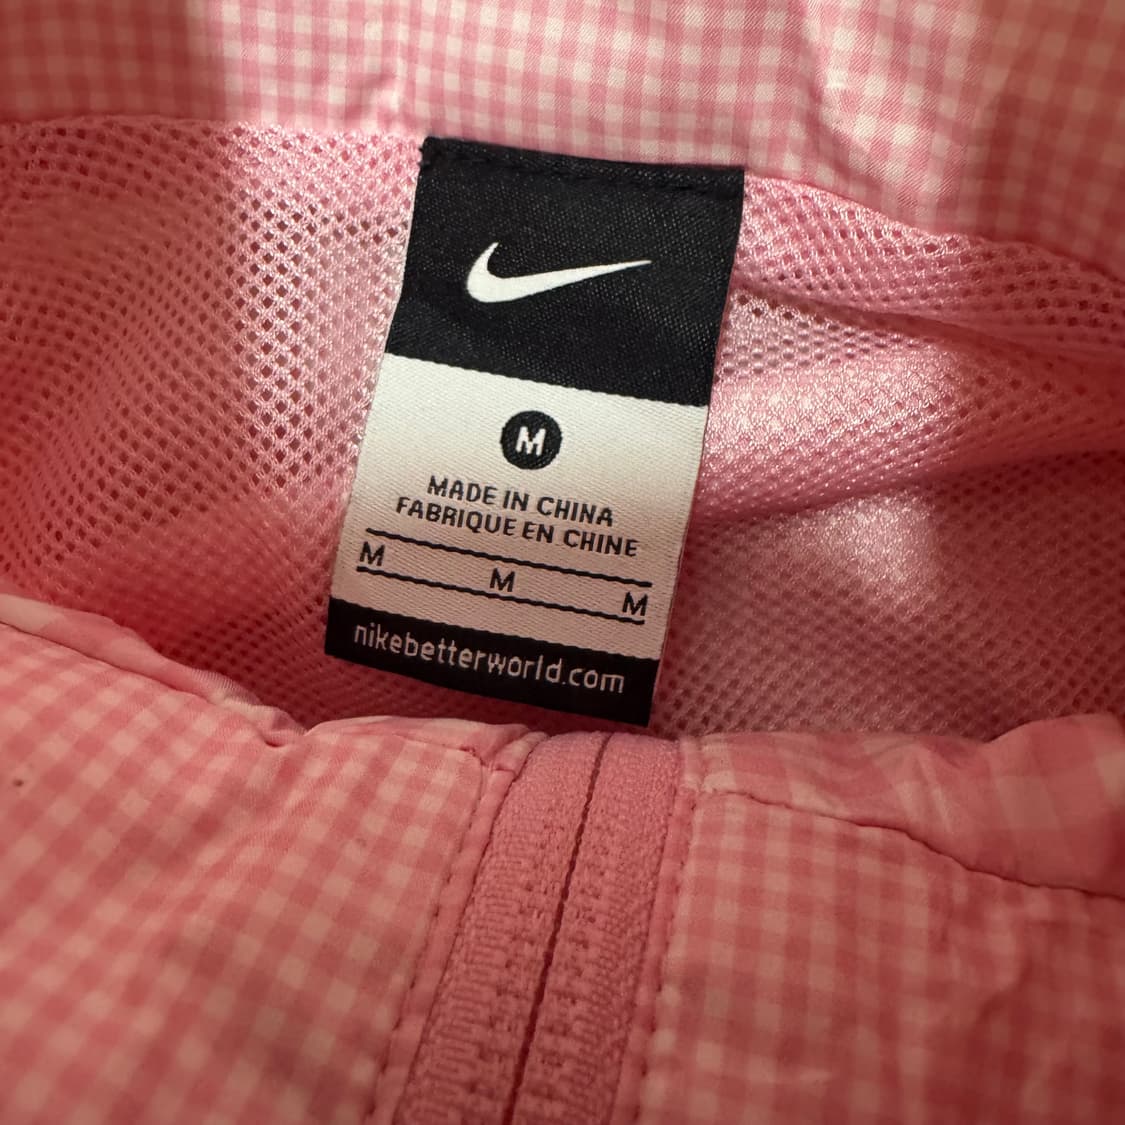 M
MADE IN CHINA
FABRIQUE EN CHINE
M M M
nikebetterworld.com